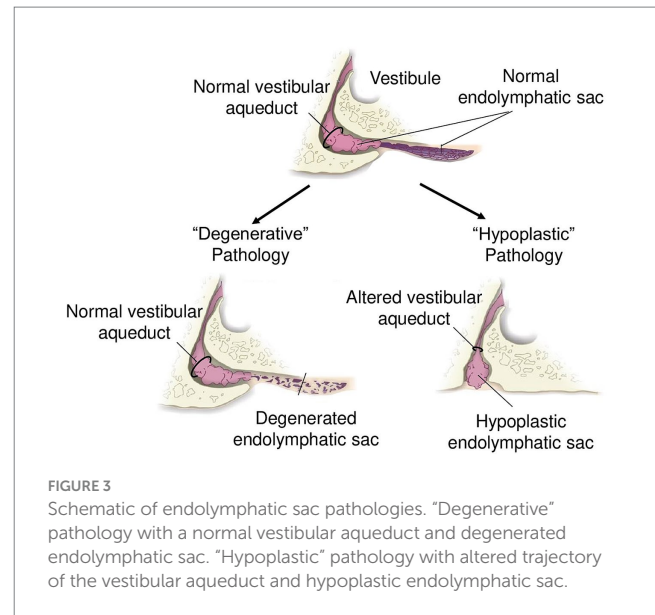 Normal vestibular
aqueduct
Vestibule
Normal
endolymphatic sac
“Degenerative”
Pathology
“Hypoplastic”
Pathology
Normal vestibular
aqueduct
Altered vestibular
aqueduct
Degenerated
endolymphatic sac
Hypoplastic
endolymphatic sac
FIGURE 3
Schematic of endolymphatic sac pathologies. “Degenerative”
pathology with a normal vestibular aqueduct and degenerated
endolymphatic sac. “Hypoplastic” pathology with altered trajectory
of the vestibular aqueduct and hypoplastic endolymphatic sac.